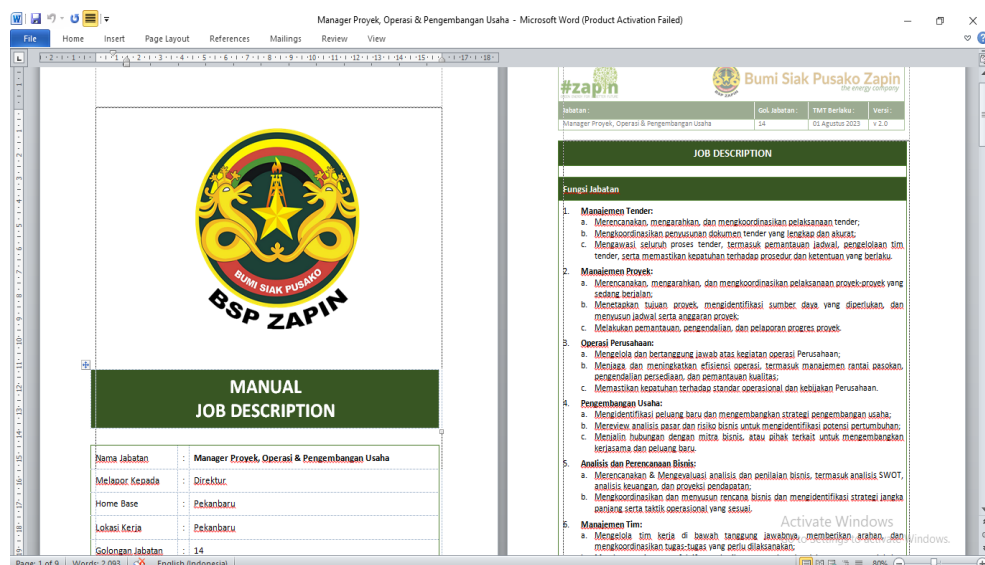 Manager Proyek, Operasi & Pengembangan Usaha - Microsoft Word (Product Activation Failed)
File Home Insert Page Layout References Mailings Review View
BUMI SIAK PUSAKO
BSP ZAPIN
MANUAL
JOB DESCRIPTION
Nama Jabatan : Manager Proyek, Operasi & Pengembangan Usaha
Melapor Kepada : Direktur
Home Base : Pekanbaru
Lokasi Kerja : Pekanbaru
Golongan Jabatan : 14
#zapin
Bumi Siak Pusako Zapin
the energy company
Jabatan : Gol. Jabatan : TMT Berlaku : Versi :
Manager Proyek, Operasi & Pengembangan Usaha 14 01 Agustus 2023 v 2.0
JOB DESCRIPTION
Fungsi Jabatan
1. Manajemen Tender:
a. Merencanakan, mengarahkan, dan mengkoordinasikan pelaksanaan tender;
b. Mengkoordinasikan penyusunan dokumen tender yang lengkap dan akurat;
c. Mengawasi seluruh proses tender, termasuk pemantauan jadwal, pengelolaan tim
tender, serta memastikan kepatuhan terhadap prosedur dan ketentuan yang berlaku.
2. Manajemen Proyek:
a. Merencanakan, mengarahkan, dan mengkoordinasikan pelaksanaan proyek-proyek yang
sedang berjalan;
b. Menetapkan tujuan proyek, mengidentifikasi sumber daya yang diperlukan, dan
menyusun jadwal serta anggaran proyek;
c. Melakukan pemantauan, pengendalian, dan pelaporan progres proyek.
3. Operasi Perusahaan:
a. Mengelola dan bertanggung jawab atas kegiatan operasi Perusahaan;
b. Menjaga dan meningkatkan efisiensi operasi, termasuk manajemen rantai pasokan,
pengendalian persediaan, dan pemantauan kualitas;
c. Memastikan kepatuhan terhadap standar operasional dan kebijakan Perusahaan.
4. Pengembangan Usaha:
a. Mengidentifikasi peluang baru dan mengembangkan strategi pengembangan usaha;
b. Mereview analisis pasar dan risiko bisnis untuk mengidentifikasi potensi pertumbuhan;
c. Menjalin hubungan dengan mitra bisnis, atau pihak terkait untuk mengembangkan
kerjasama dan peluang baru.
5. Analisis dan Perencanaan Bisnis:
a. Merencanakan & Mengevaluasi analisis dan penilaian bisnis, termasuk analisis SWOT,
analisis keuangan, dan proyeksi pendapatan;
b. Mengkoordinasikan dan menyusun rencana bisnis dan mengidentifikasi strategi jangka
panjang serta taktik operasional yang sesuai.
6. Manajemen Tim:
a. Mengelola tim kerja di bawah tanggung jawabnya, memberikan arahan, dan
mengkoordinasikan tugas-tugas yang perlu dilaksanakan;
Activate Windows
Go to Settings to activate Windows.
Page: 1 of 9 Words: 2.093 English (Indonesia) 80%